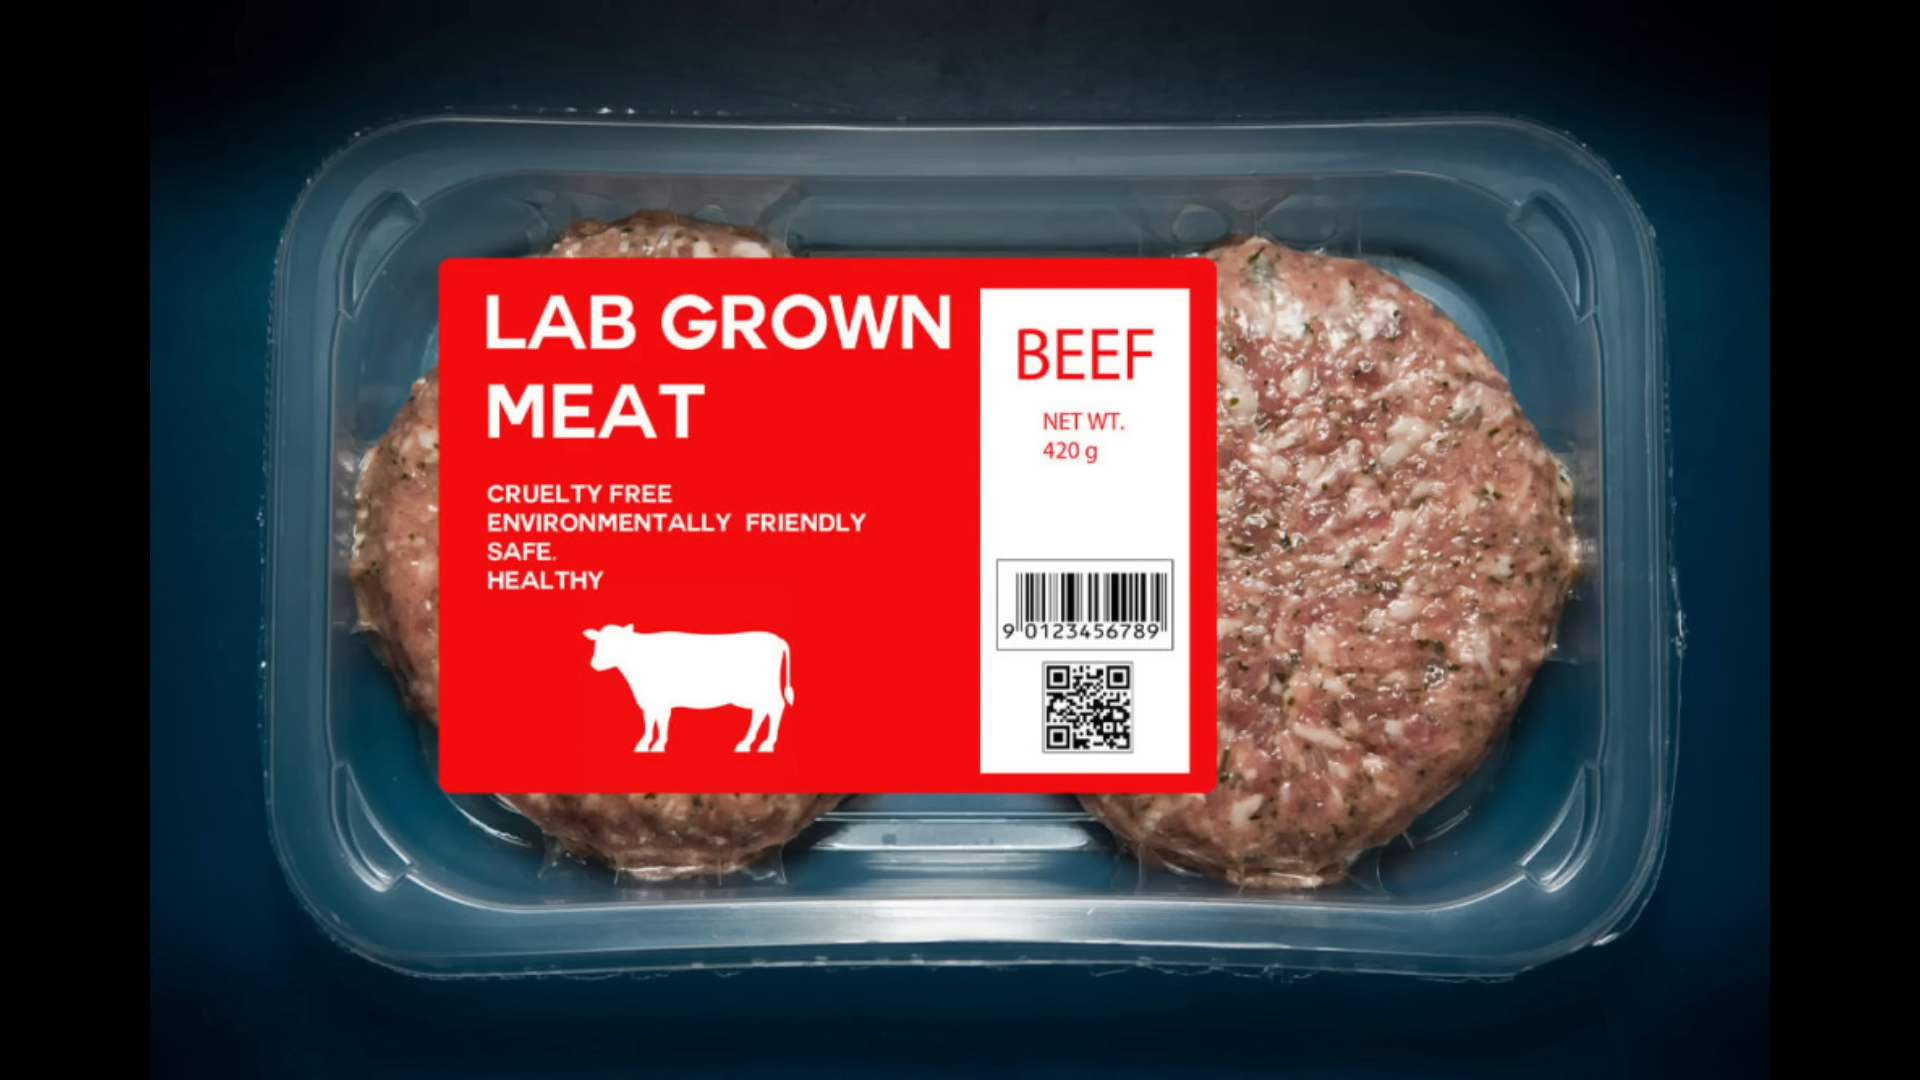 LAB GROWN
MEAT
CRUELTY FREE
ENVIRONMENTALLY FRIENDLY
SAFE.
HEALTHY
BEEF
NET WT.
420 g
9 0123456789